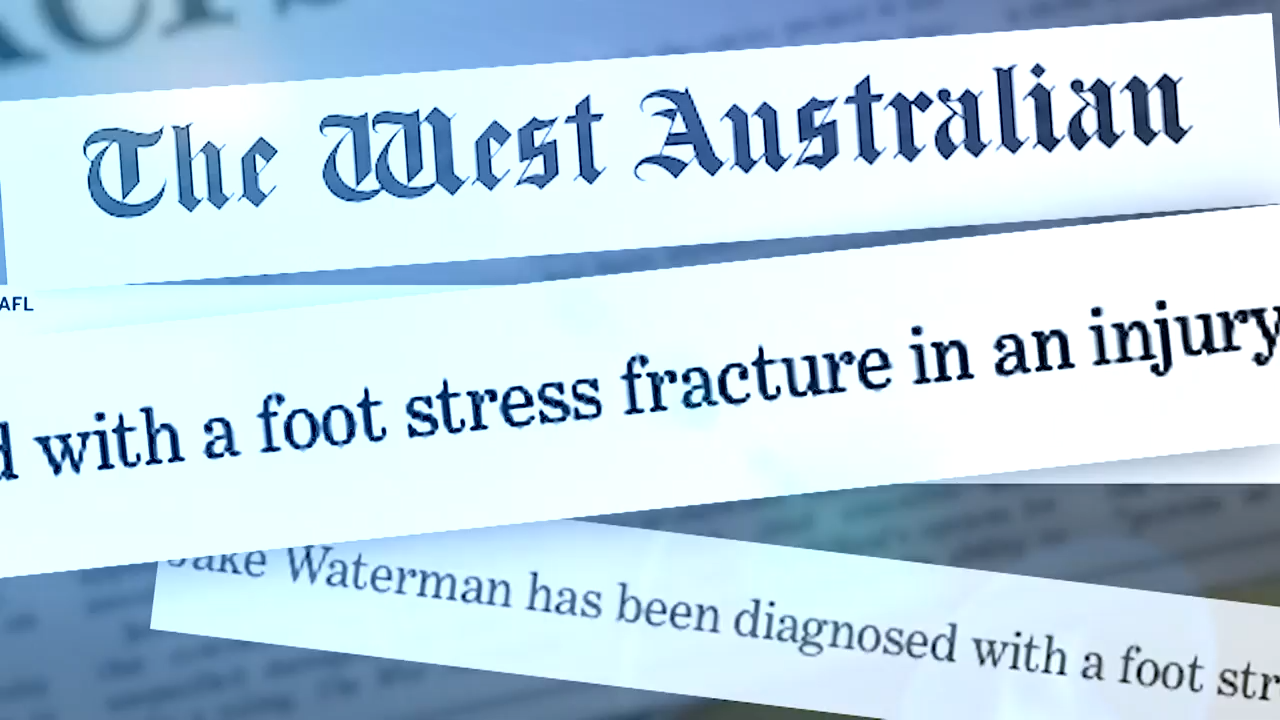 The West Australian
AFL
with a foot stress fracture in an injury
Jake Waterman has been diagnosed with a foot str